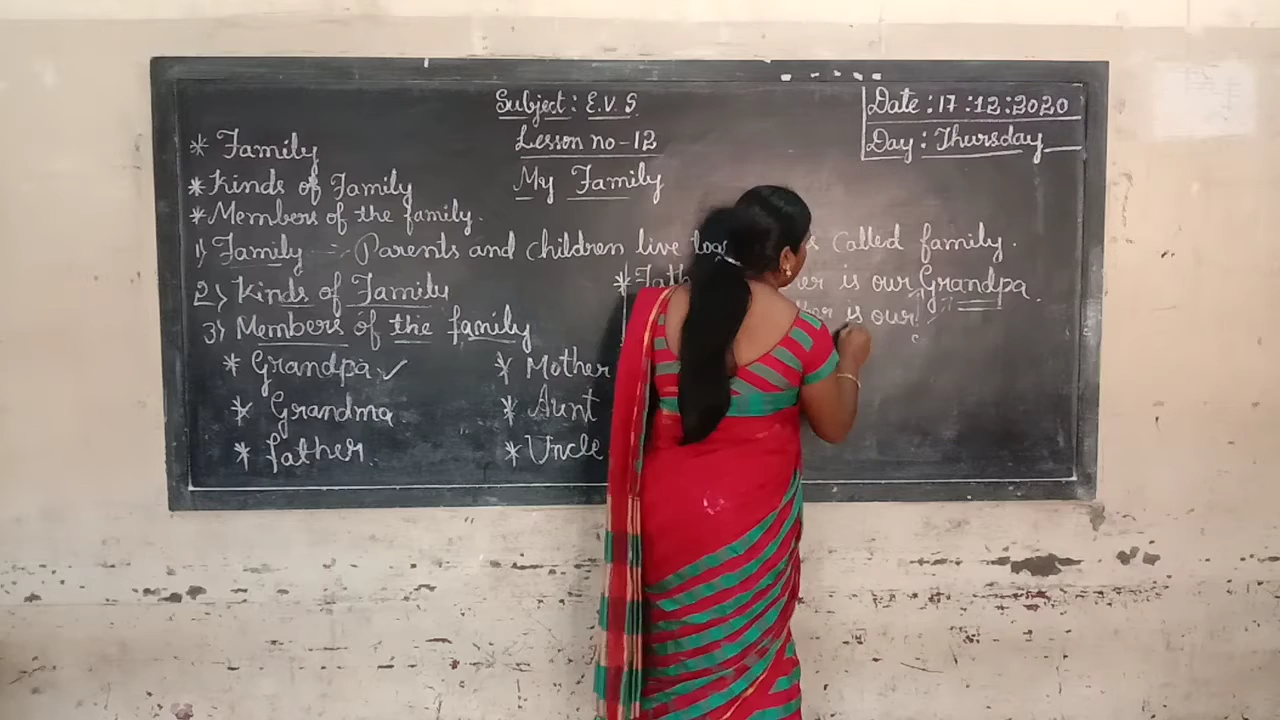 Subject: E.V.S
Date: 17:12:2020
Lesson no-12
Day: Thursday
My Family
* Family
* Kinds of Family
* Members of the family.
1) Family :- Parents and children live called family.
2) Kinds of Family
* is our Grandpa.
is our
3) Members of the family
* Grandpa ✓
* Mother
* Grandma
* Aunt
* father.
* Uncle